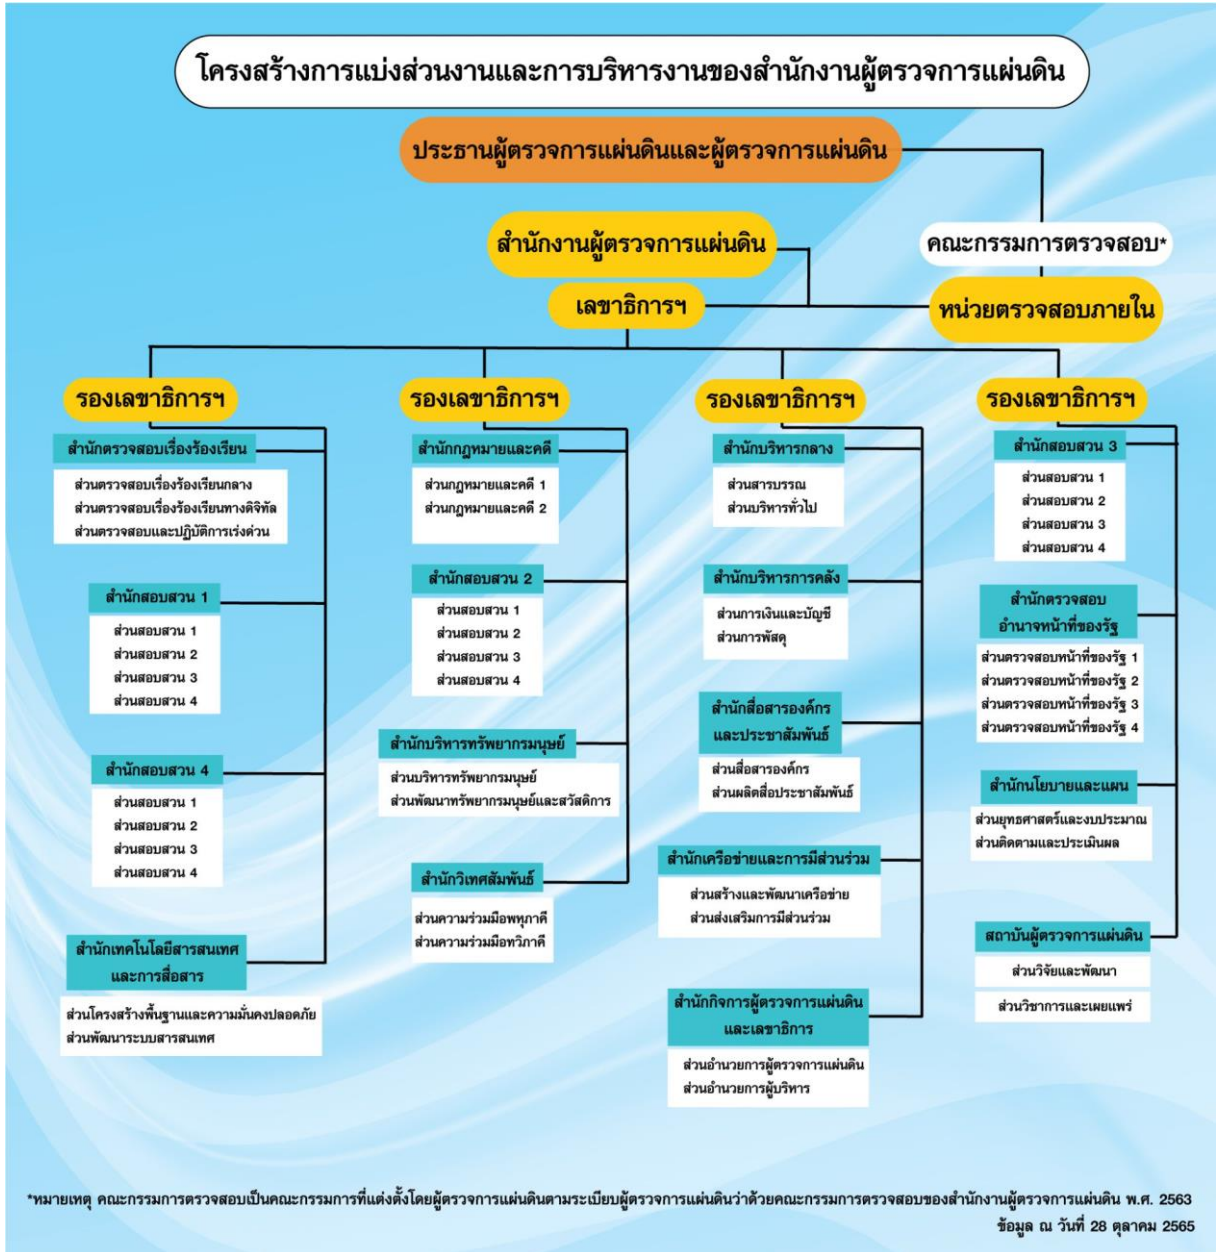 โครงสร้างการแบ่งส่วนงานและการบริหารงานของสำนักงานผู้ตรวจการแผ่นดิน
ประธานผู้ตรวจการแผ่นดินและผู้ตรวจการแผ่นดิน
สำนักงานผู้ตรวจการแผ่นดิน
คณะกรรมการตรวจสอบ*
เลขาธิการฯ
หน่วยตรวจสอบภายใน
รองเลขาธิการฯ
สำนักตรวจสอบเรื่องร้องเรียน
ส่วนตรวจสอบเรื่องร้องเรียนกลาง
ส่วนตรวจสอบเรื่องร้องเรียนทางดิจิทัล
ส่วนตรวจสอบและปฏิบัติการเร่งด่วน
สำนักสอบสวน 1
ส่วนสอบสวน 1
ส่วนสอบสวน 2
ส่วนสอบสวน 3
ส่วนสอบสวน 4
สำนักสอบสวน 4
ส่วนสอบสวน 1
ส่วนสอบสวน 2
ส่วนสอบสวน 3
ส่วนสอบสวน 4
สำนักเทคโนโลยีสารสนเทศ
และการสื่อสาร
ส่วนโครงสร้างพื้นฐานและความมั่นคงปลอดภัย
ส่วนพัฒนาระบบสารสนเทศ
รองเลขาธิการฯ
สำนักกฎหมายและคดี
ส่วนกฎหมายและคดี 1
ส่วนกฎหมายและคดี 2
สำนักสอบสวน 2
ส่วนสอบสวน 1
ส่วนสอบสวน 2
ส่วนสอบสวน 3
ส่วนสอบสวน 4
สำนักบริหารทรัพยากรมนุษย์
ส่วนบริหารทรัพยากรมนุษย์
ส่วนพัฒนาทรัพยากรมนุษย์และสวัสดิการ
สำนักวิเทศสัมพันธ์
ส่วนความร่วมมือพหุภาคี
ส่วนความร่วมมือทวิภาคี
รองเลขาธิการฯ
สำนักบริหารกลาง
ส่วนสารบรรณ
ส่วนบริหารทั่วไป
สำนักบริหารการคลัง
ส่วนการเงินและบัญชี
ส่วนการพัสดุ
สำนักสื่อสารองค์กร
และประชาสัมพันธ์
ส่วนสื่อสารองค์กร
ส่วนผลิตสื่อประชาสัมพันธ์
สำนักเครือข่ายและการมีส่วนร่วม
ส่วนสร้างและพัฒนาเครือข่าย
ส่วนส่งเสริมการมีส่วนร่วม
สำนักกิจการผู้ตรวจการแผ่นดิน
และเลขาธิการ
ส่วนอำนวยการผู้ตรวจการแผ่นดิน
ส่วนอำนวยการผู้บริหาร
รองเลขาธิการฯ
สำนักสอบสวน 3
ส่วนสอบสวน 1
ส่วนสอบสวน 2
ส่วนสอบสวน 3
ส่วนสอบสวน 4
สำนักตรวจสอบ
อำนาจหน้าที่ของรัฐ
ส่วนตรวจสอบหน้าที่ของรัฐ 1
ส่วนตรวจสอบหน้าที่ของรัฐ 2
ส่วนตรวจสอบหน้าที่ของรัฐ 3
ส่วนตรวจสอบหน้าที่ของรัฐ 4
สำนักนโยบายและแผน
ส่วนยุทธศาสตร์และงบประมาณ
ส่วนติดตามและประเมินผล
สถาบันผู้ตรวจการแผ่นดิน
ส่วนวิจัยและพัฒนา
ส่วนวิชาการและเผยแพร่
*หมายเหตุ คณะกรรมการตรวจสอบเป็นคณะกรรมการที่แต่งตั้งโดยผู้ตรวจการแผ่นดินตามระเบียบผู้ตรวจการแผ่นดินว่าด้วยคณะกรรมการตรวจสอบของสำนักงานผู้ตรวจการแผ่นดิน พ.ศ. 2563
ข้อมูล ณ วันที่ 28 ตุลาคม 2565